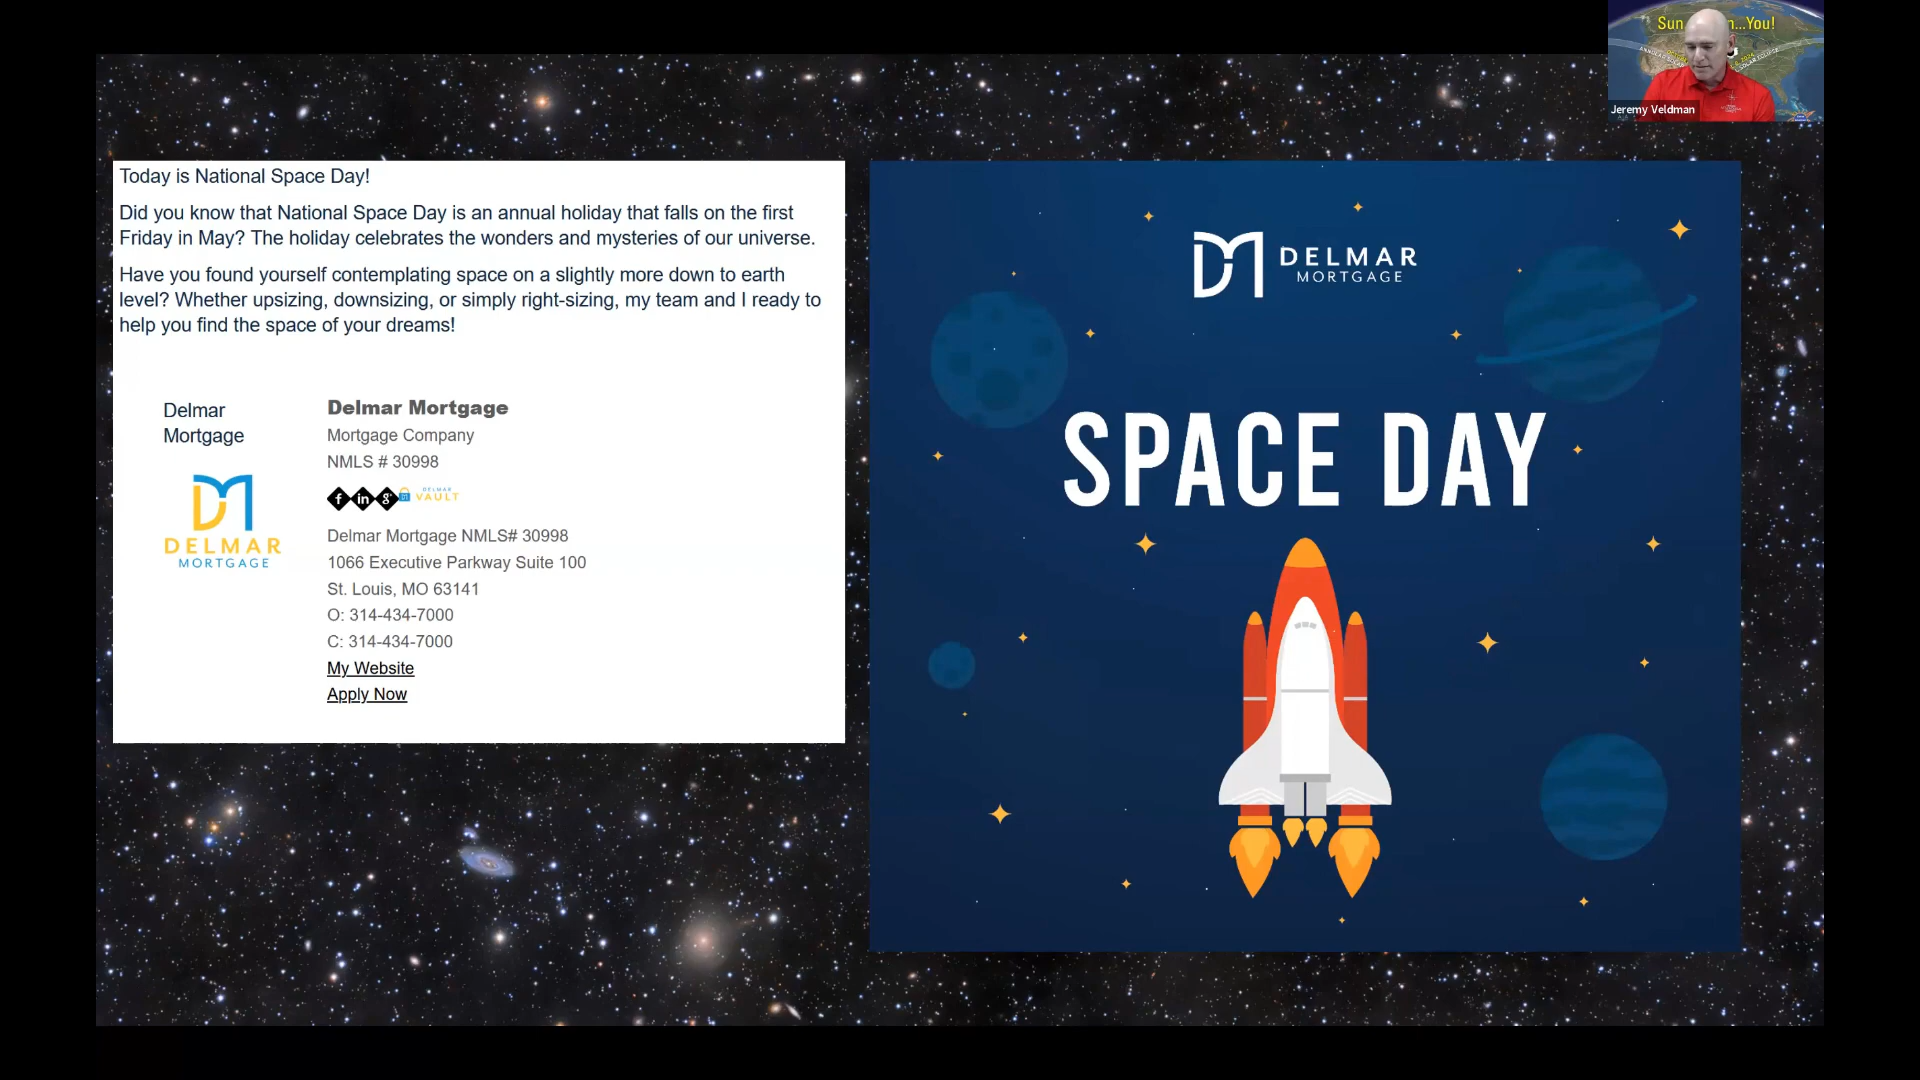 Sun
n...You!
Jeremy Veldman
Today is National Space Day!
Did you know that National Space Day is an annual holiday that falls on the first
Friday in May? The holiday celebrates the wonders and mysteries of our universe.
Have you found yourself contemplating space on a slightly more down to earth
level? Whether upsizing, downsizing, or simply right-sizing, my team and I ready to
help you find the space of your dreams!
Delmar
Mortgage
DELMAR
MORTGAGE
Delmar Mortgage
Mortgage Company
NMLS # 30998
f in g+
DELMAR
VAULT
Delmar Mortgage NMLS# 30998
1066 Executive Parkway Suite 100
St. Louis, MO 63141
O: 314-434-7000
C: 314-434-7000
My Website
Apply Now
DELMAR
MORTGAGE
SPACE DAY